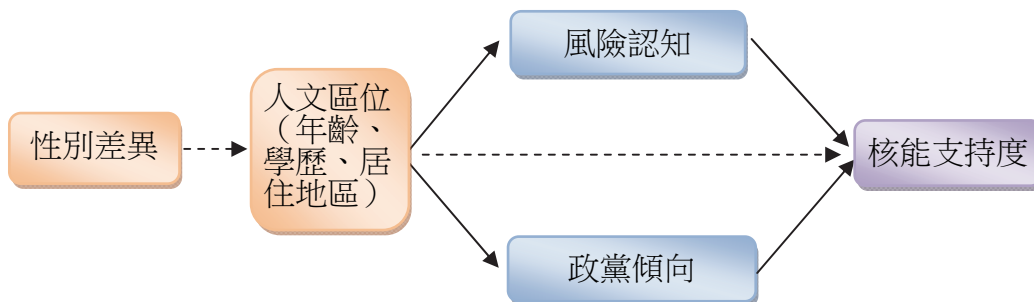 風險認知
人文區位
（年齡、
學歷、居
住地區）
性別差異
核能支持度
政黨傾向